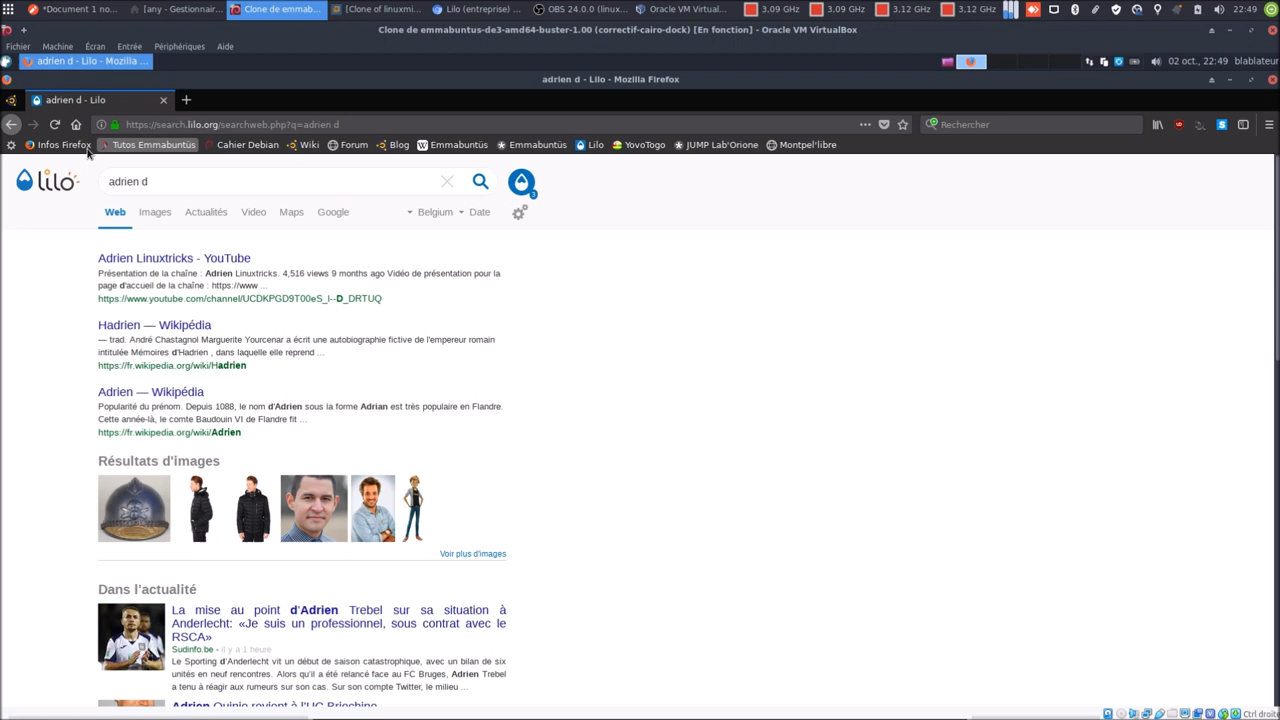 *Document 1 no...
[any - Gestionnair...
Clone de emmab...
[Clone of linuxmi...
Lilo (entreprise) ...
OBS 24.0.0 (linux...
Oracle VM Virtual...
3,09 GHz
3,09 GHz
3,12 GHz
3,12 GHz
22:49
Clone de emmabuntus-de3-amd64-buster-1.00 (correctif-cairo-dock) [En fonction] - Oracle VM VirtualBox
Fichier Machine Écran Entrée Périphériques Aide
adrien d - Lilo - Mozilla ...
02 oct., 22:49 blablateur
adrien d - Lilo - Mozilla Firefox
adrien d - Lilo
https://search.lilo.org/searchweb.php?q=adrien d
Rechercher
Infos Firefox Tutos Emmabuntüs Cahier Debian Wiki Forum Blog Emmabuntüs Emmabuntüs Lilo YovoTogo JUMP Lab'Orione Montpel'libre
lilo
adrien d
3
Web Images Actualités Video Maps Google Belgium Date
Adrien Linuxtricks - YouTube
Présentation de la chaîne : Adrien Linuxtricks. 4,516 views 9 months ago Vidéo de présentation pour la
page d'accueil de la chaîne : https://www ...
https://www.youtube.com/channel/UCDKPGD9T00eS_I--D_DRTUQ
Hadrien — Wikipédia
— trad. André Chastagnol Marguerite Yourcenar a écrit une autobiographie fictive de l'empereur romain
intitulée Mémoires d'Hadrien , dans laquelle elle reprend ...
https://fr.wikipedia.org/wiki/Hadrien
Adrien — Wikipédia
Popularité du prénom. Depuis 1088, le nom d'Adrien sous la forme Adrian est très populaire en Flandre.
Cette année-là, le comte Baudouin VI de Flandre fit ...
https://fr.wikipedia.org/wiki/Adrien
Résultats d'images
Voir plus d'images
Dans l'actualité
La mise au point d'Adrien Trebel sur sa situation à
Anderlecht: «Je suis un professionnel, sous contrat avec le
RSCA»
Sudinfo.be - il y a 1 heure
Le Sporting d'Anderlecht vit un début de saison catastrophique, avec un bilan de six
unités en neuf rencontres. Alors qu'il a été relancé face au FC Bruges, Adrien Trebel
a tenu à réagir aux rumeurs sur son cas. Sur son compte Twitter, le milieu ...
Adrien Quinio revient à l'UC Briochine
Ctrl droite